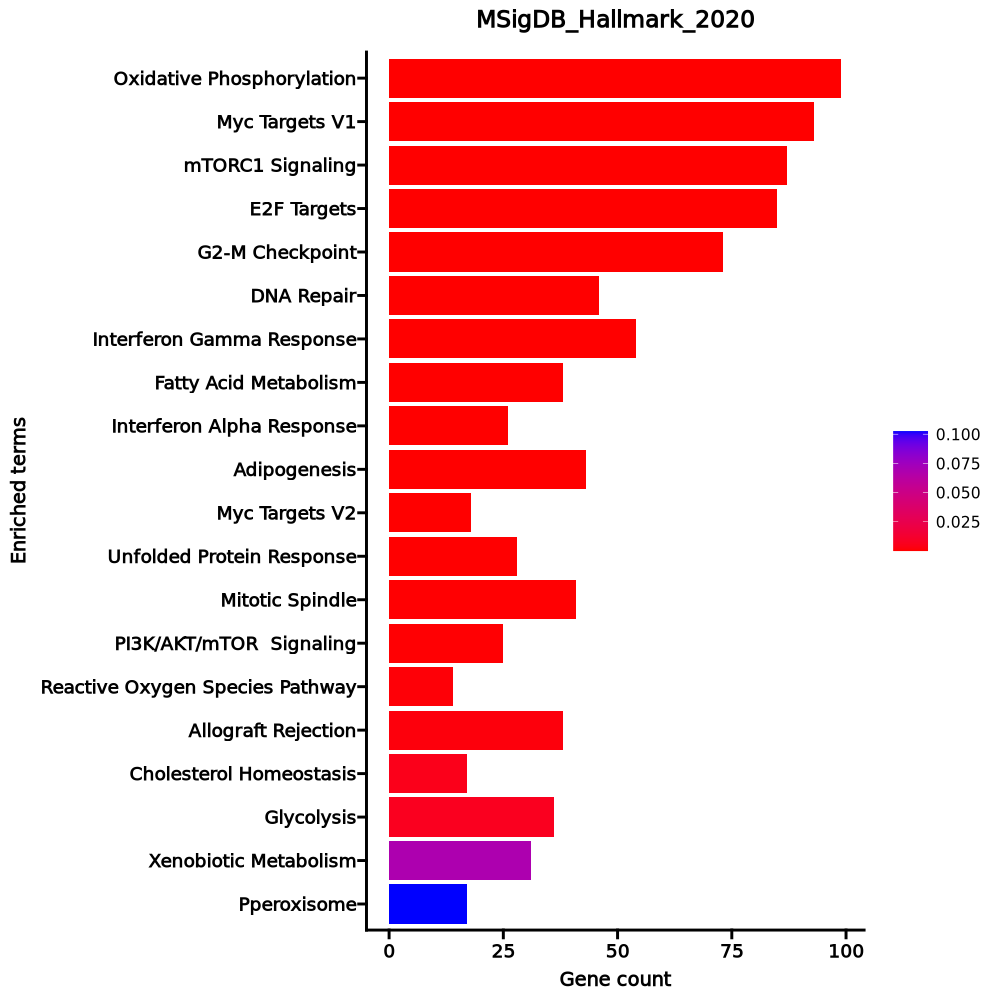 MSigDB_Hallmark_2020
Oxidative Phosphorylation
Myc Targets V1
mTORC1 Signaling
E2F Targets
G2-M Checkpoint
DNA Repair
Interferon Gamma Response
Fatty Acid Metabolism
Interferon Alpha Response
Adipogenesis
Myc Targets V2
Unfolded Protein Response
Mitotic Spindle
PI3K/AKT/mTOR  Signaling
Reactive Oxygen Species Pathway
Allograft Rejection
Cholesterol Homeostasis
Glycolysis
Xenobiotic Metabolism
Pperoxisome
Enriched terms
0 25 50 75 100
Gene count
0.100
0.075
0.050
0.025